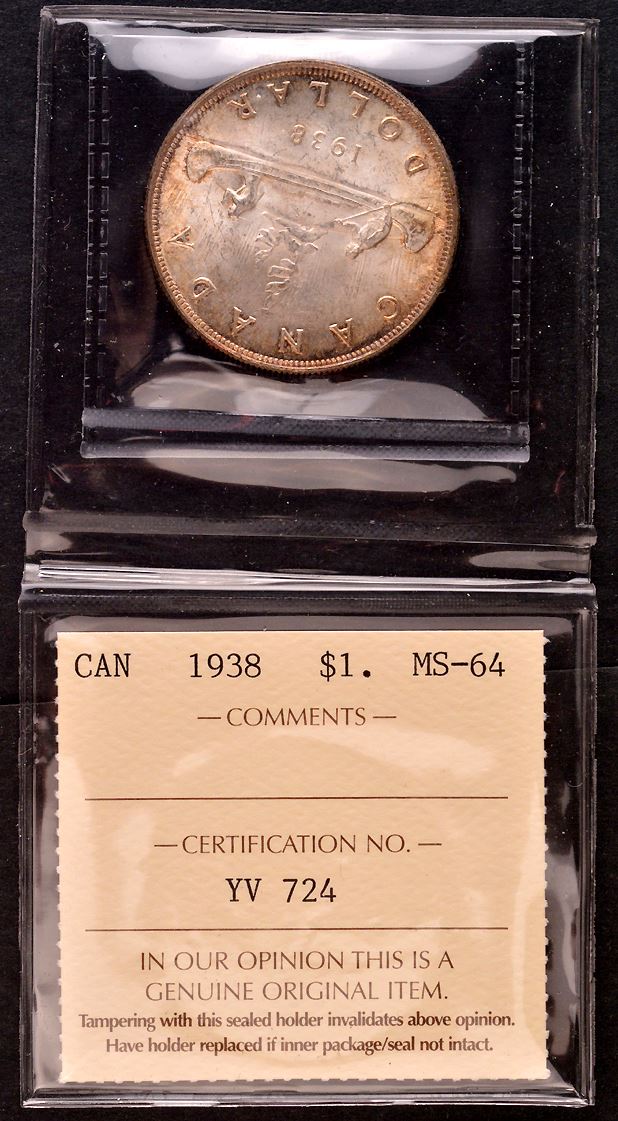 CANADA
1938
DOLLAR
CAN 1938 $1. MS-64
— COMMENTS —
— CERTIFICATION NO. —
YV 724
IN OUR OPINION THIS IS A
GENUINE ORIGINAL ITEM.
Tampering with this sealed holder invalidates above opinion.
Have holder replaced if inner package/seal not intact.